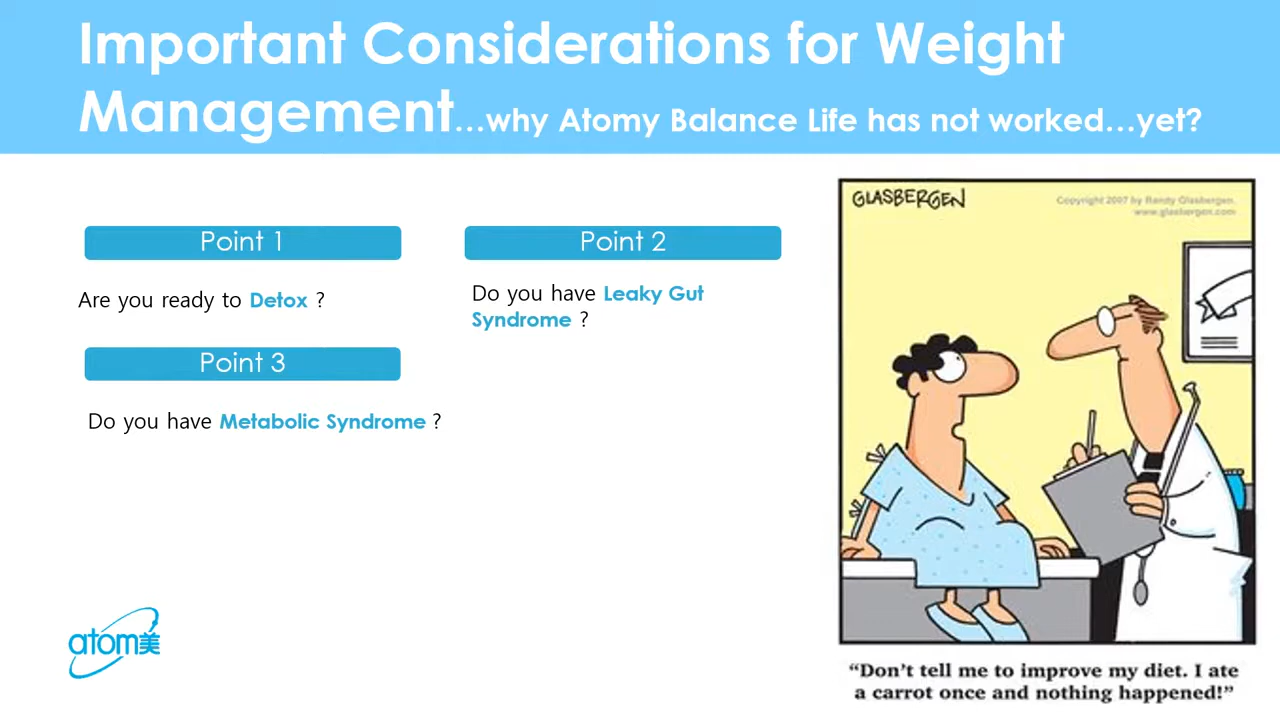 Important Considerations for Weight
Management...why Atomy Balance Life has not worked...yet?
Point 1
Are you ready to Detox ?
Point 2
Do you have Leaky Gut
Syndrome ?
Point 3
Do you have Metabolic Syndrome ?
GLASBERGEN
Copyright 2007 by Randy Glasbergen.
www.glasbergen.com
“Don’t tell me to improve my diet. I ate
a carrot once and nothing happened!”
atom美